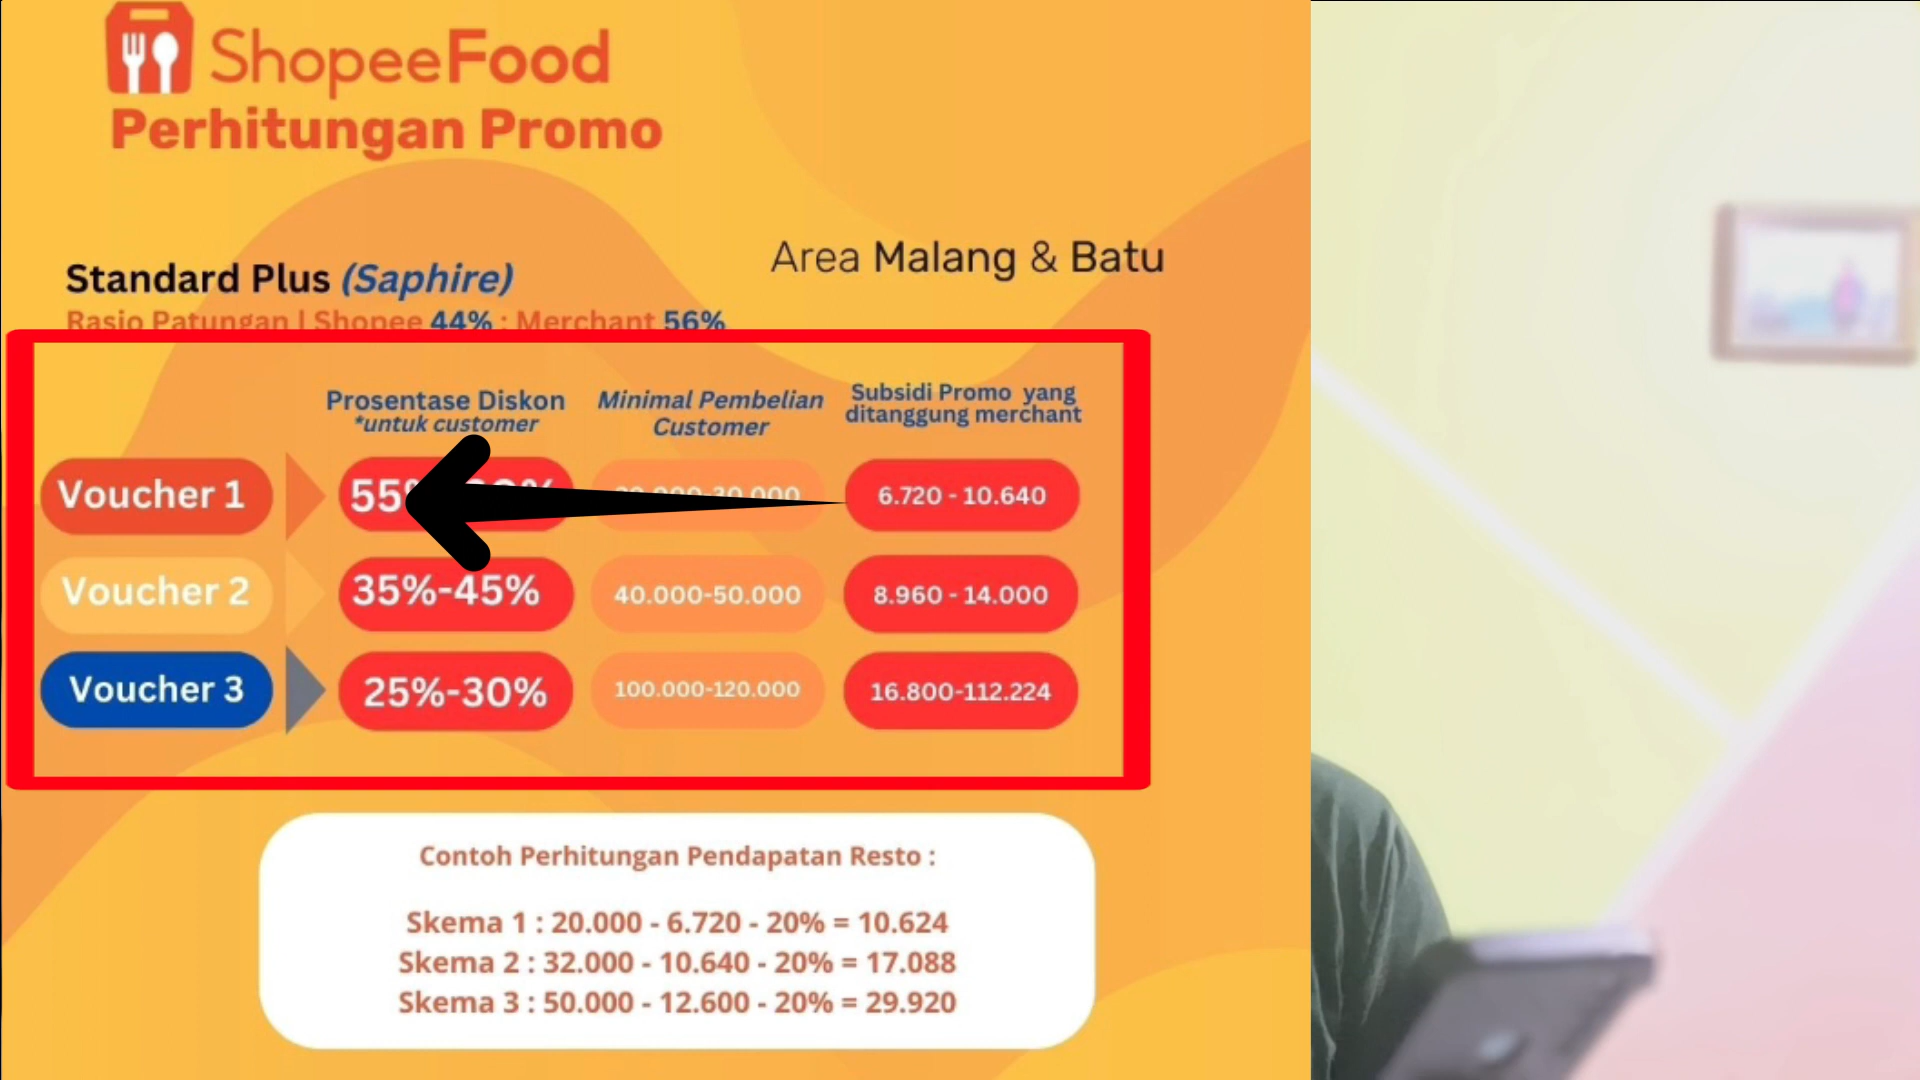 ShopeeFood
Perhitungan Promo
Area Malang & Batu
Standard Plus (Saphire)
Rasio Patungan | Shopee 44% : Merchant 56%
Prosentase Diskon
*untuk customer
Minimal Pembelian
Customer
Subsidi Promo yang
ditanggung merchant
Voucher 1
6.720 - 10.640
Voucher 2
35%-45%
40.000-50.000
8.960 - 14.000
Voucher 3
25%-30%
100.000-120.000
16.800-112.224
Contoh Perhitungan Pendapatan Resto :
Skema 1 : 20.000 - 6.720 - 20% = 10.624
Skema 2 : 32.000 - 10.640 - 20% = 17.088
Skema 3 : 50.000 - 12.600 - 20% = 29.920